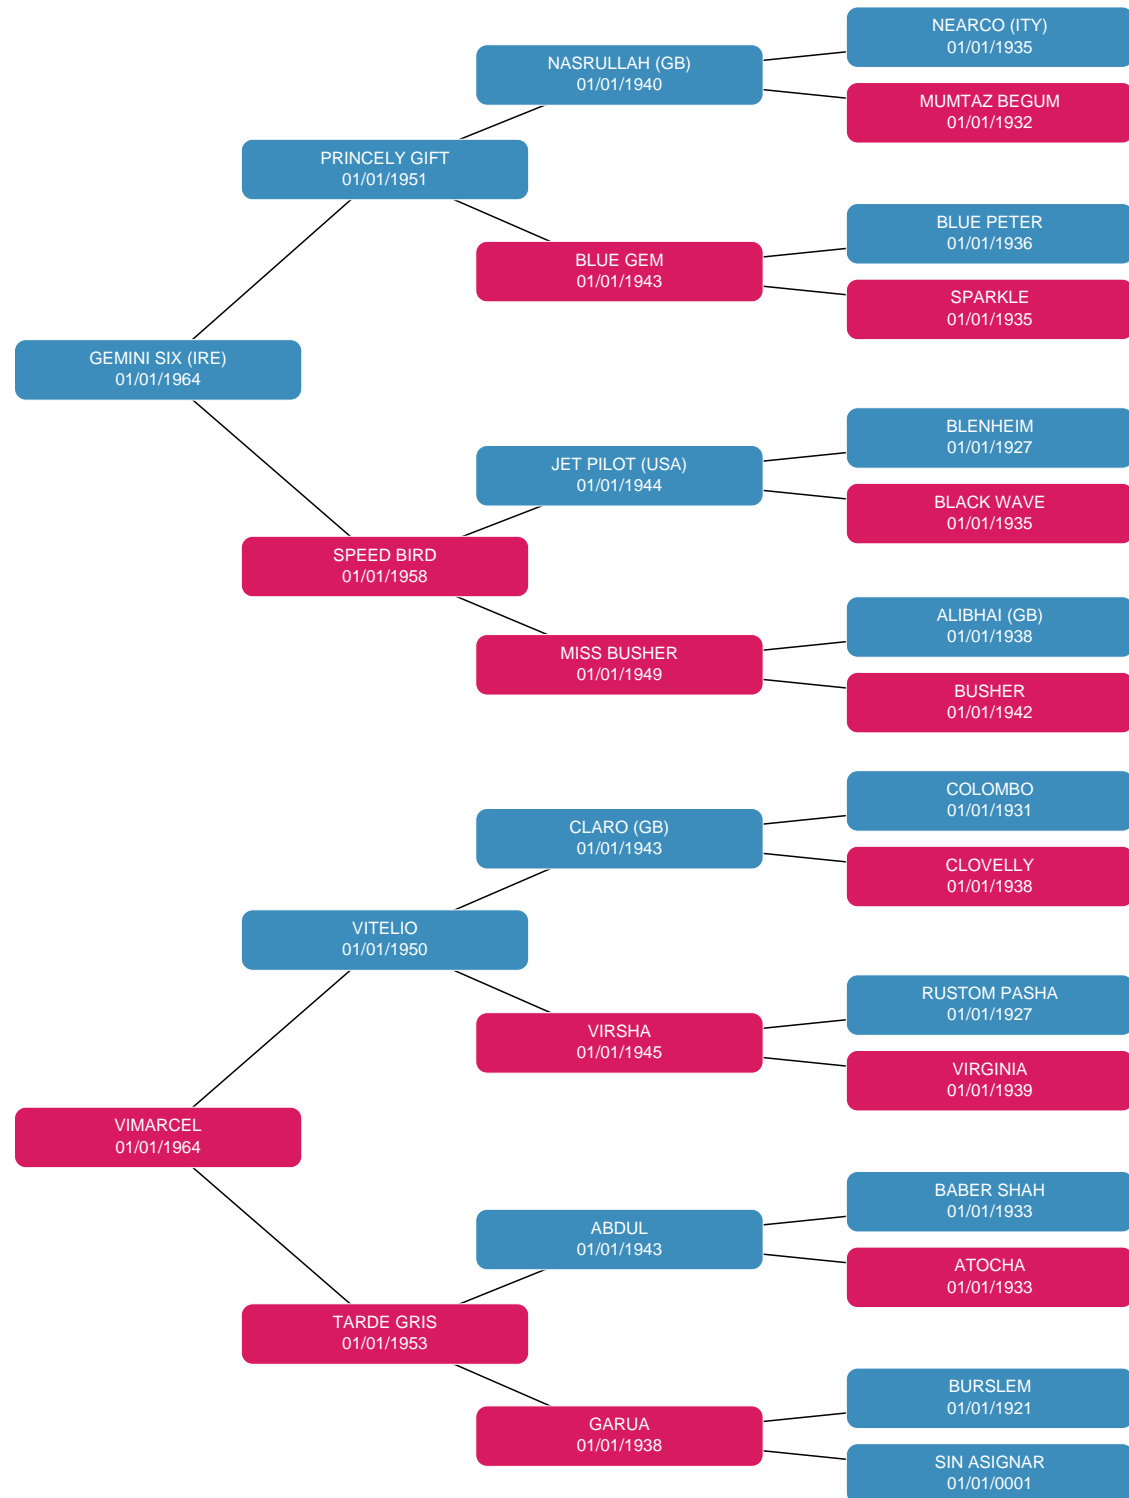 NEARCO (ITY)
01/01/1935
NASRULLAH (GB)
01/01/1940
MUMTAZ BEGUM
01/01/1932
PRINCELY GIFT
01/01/1951
BLUE PETER
01/01/1936
BLUE GEM
01/01/1943
SPARKLE
01/01/1935
GEMINI SIX (IRE)
01/01/1964
BLENHEIM
01/01/1927
JET PILOT (USA)
01/01/1944
BLACK WAVE
01/01/1935
SPEED BIRD
01/01/1958
ALIBHAI (GB)
01/01/1938
MISS BUSHER
01/01/1949
BUSHER
01/01/1942
COLOMBO
01/01/1931
CLARO (GB)
01/01/1943
CLOVELLY
01/01/1938
VITELIO
01/01/1950
RUSTOM PASHA
01/01/1927
VIRSHA
01/01/1945
VIRGINIA
01/01/1939
VIMARCEL
01/01/1964
BABER SHAH
01/01/1933
ABDUL
01/01/1943
ATOCHA
01/01/1933
TARDE GRIS
01/01/1953
BURSLEM
01/01/1921
GARUA
01/01/1938
SIN ASIGNAR
01/01/0001